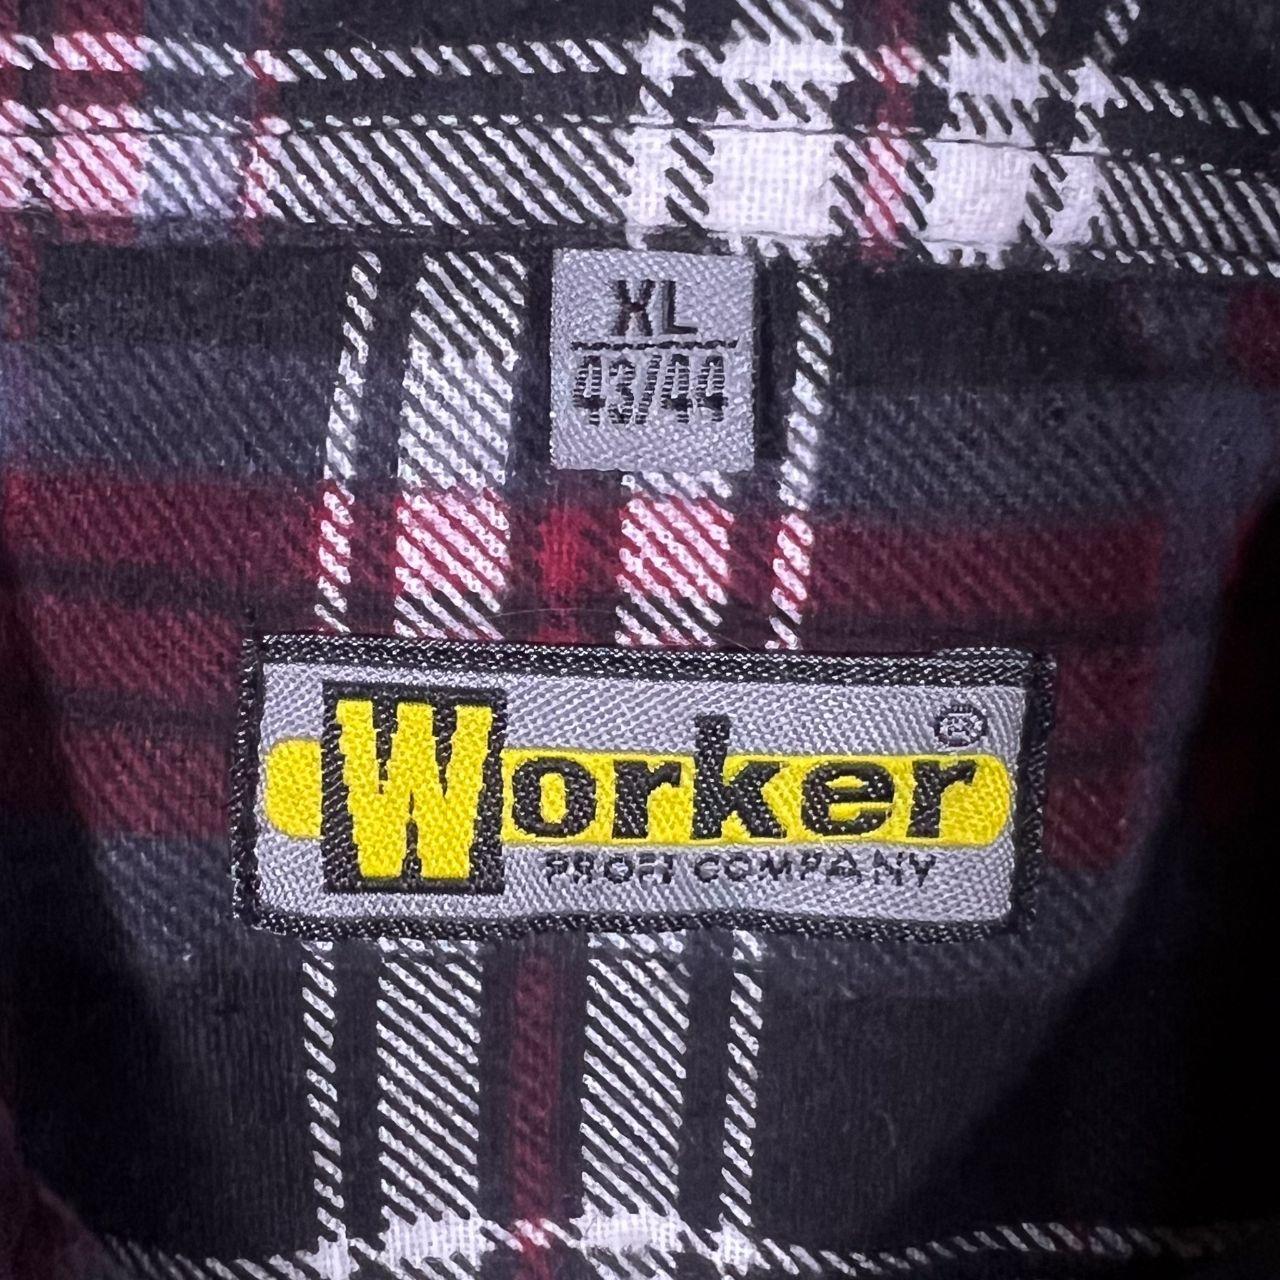 XL
43/44
Worker®
PROFI COMPANY